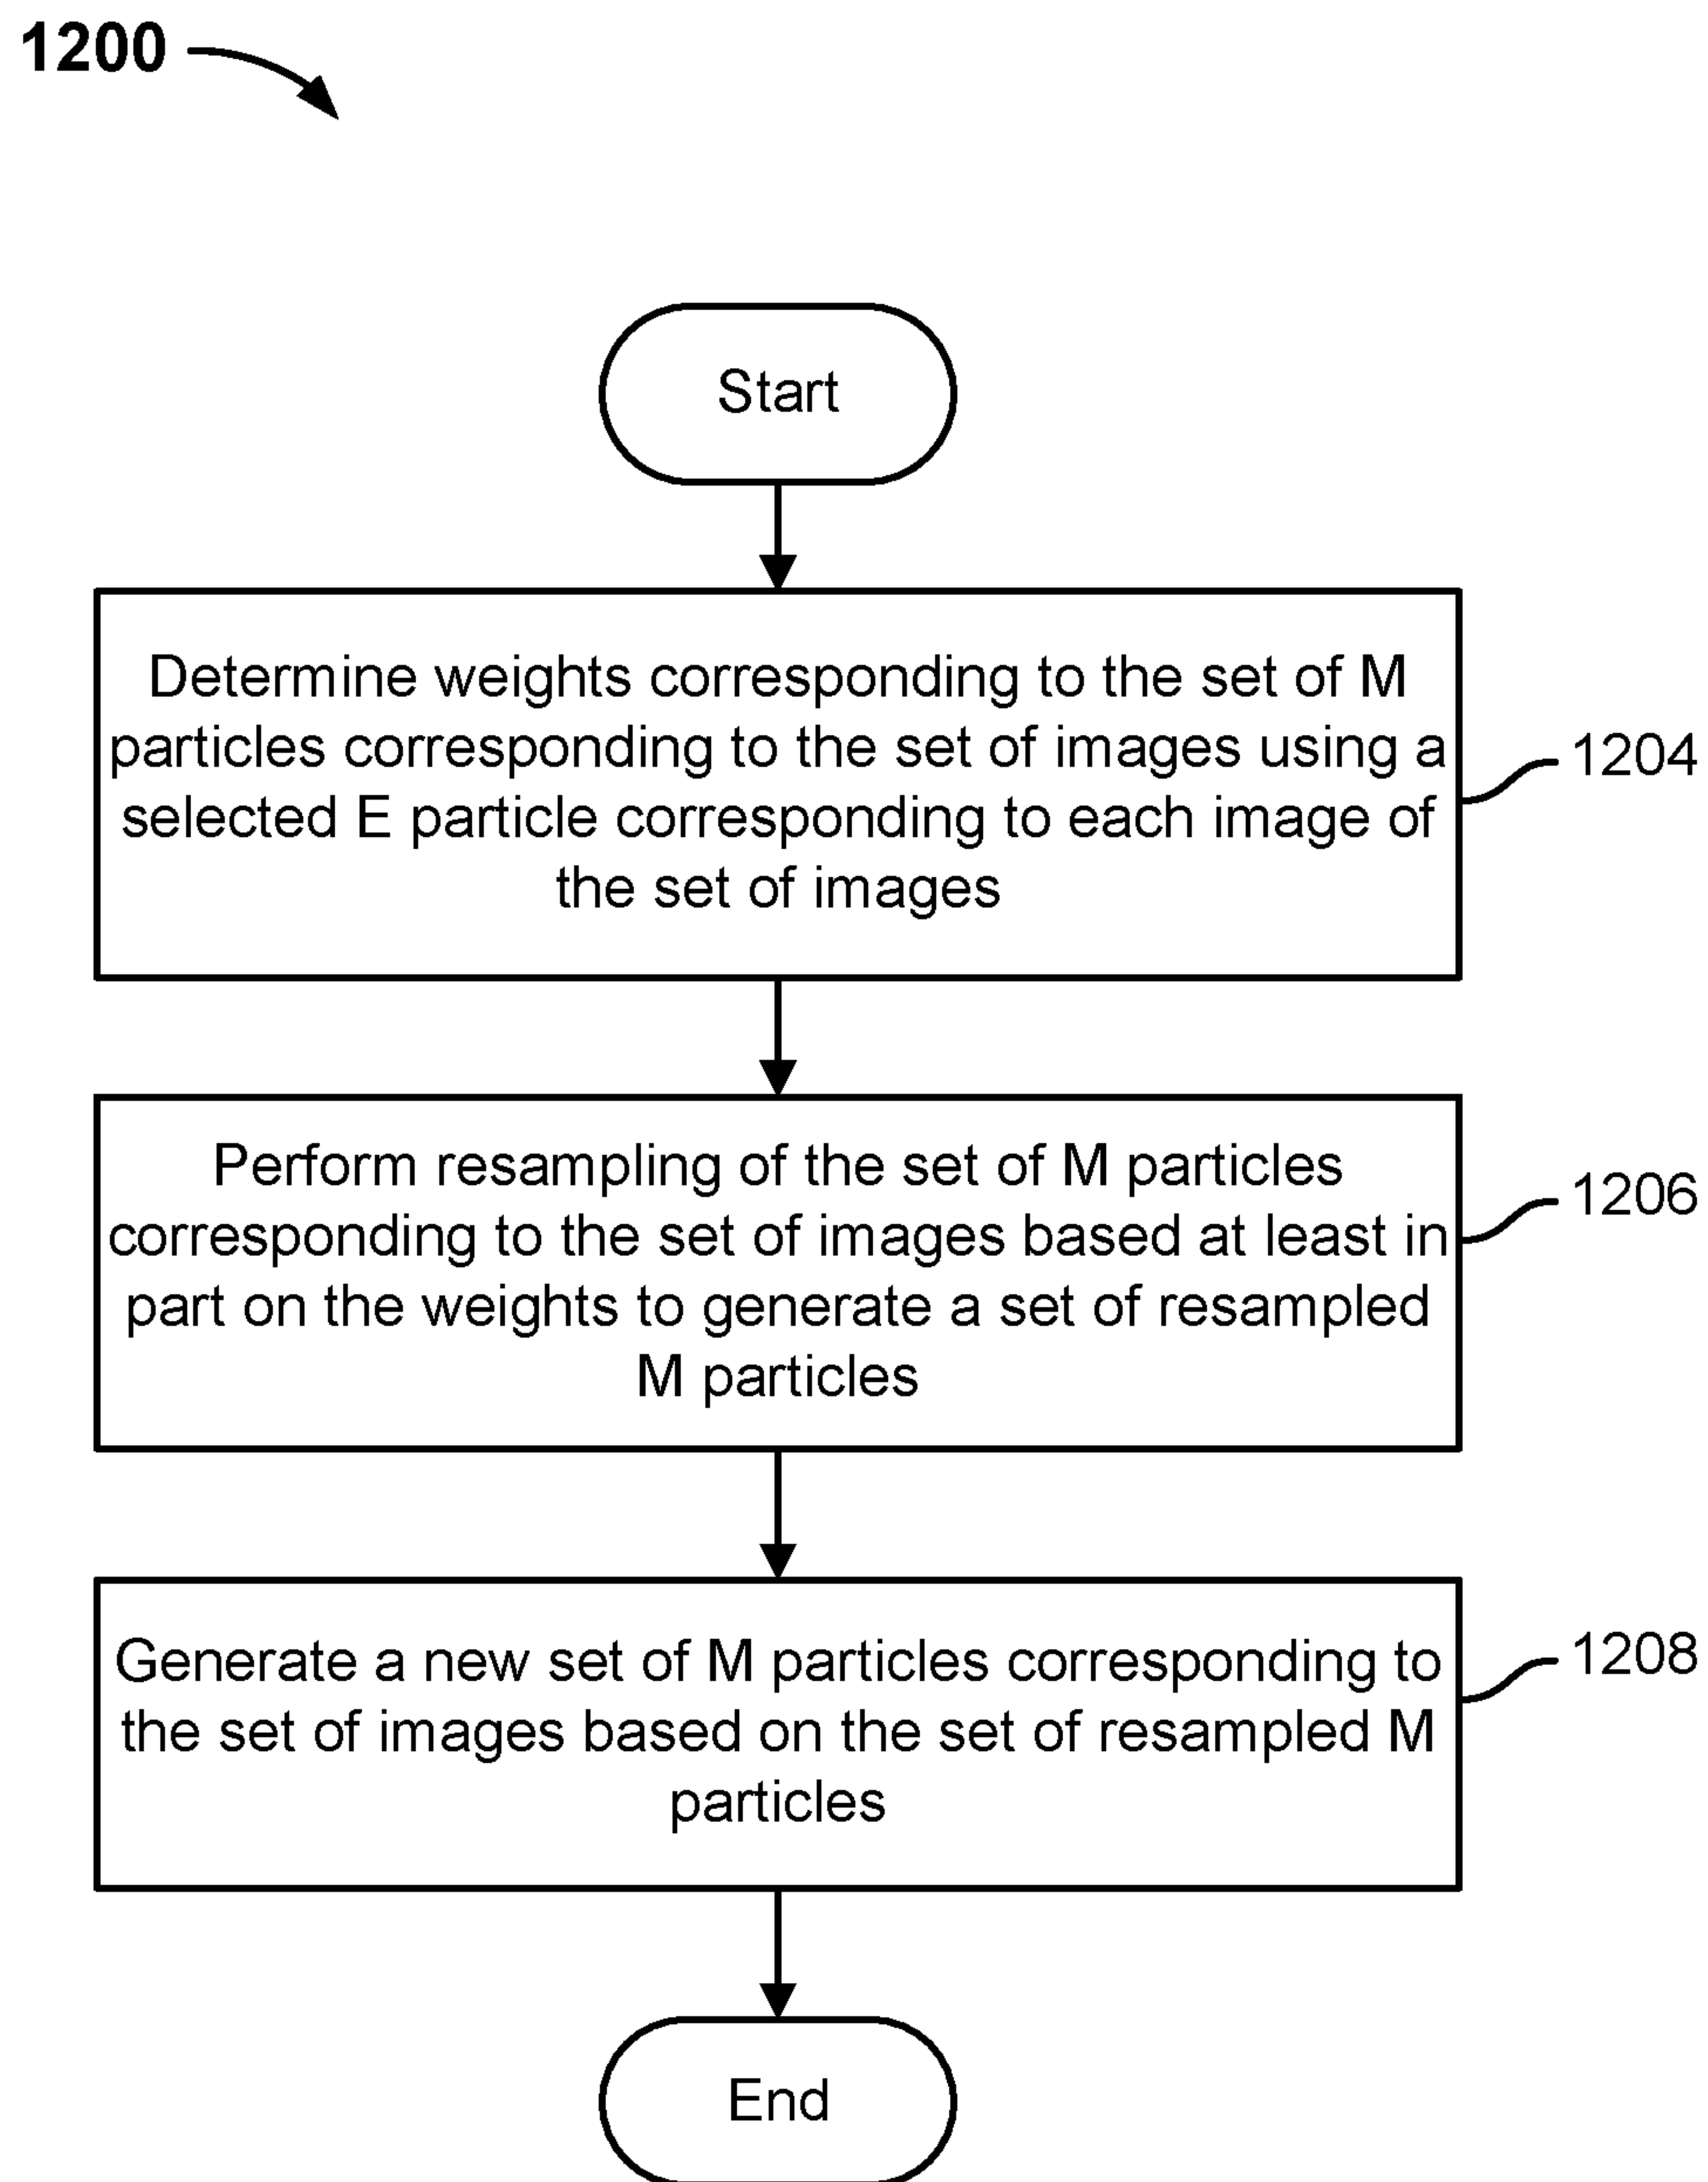 1200
Start
Determine weights corresponding to the set of M
particles corresponding to the set of images using a
selected E particle corresponding to each image of
the set of images
1204
Perform resampling of the set of M particles
corresponding to the set of images based at least in
part on the weights to generate a set of resampled
M particles
1206
Generate a new set of M particles corresponding to
the set of images based on the set of resampled M
particles
1208
End